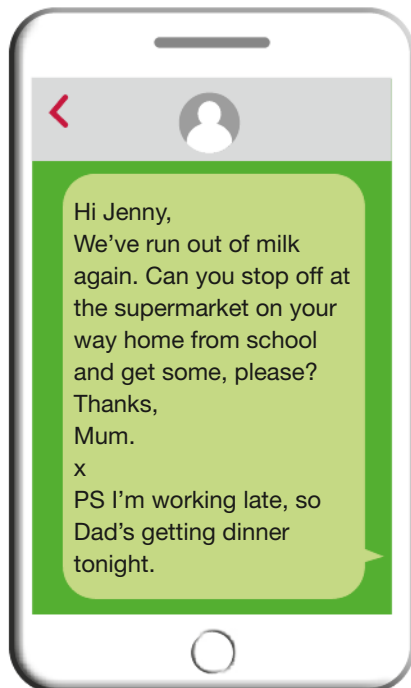 Hi Jenny,
We’ve run out of milk
again. Can you stop off at
the supermarket on your
way home from school
and get some, please?
Thanks,
Mum.
x
PS I’m working late, so
Dad’s getting dinner
tonight.